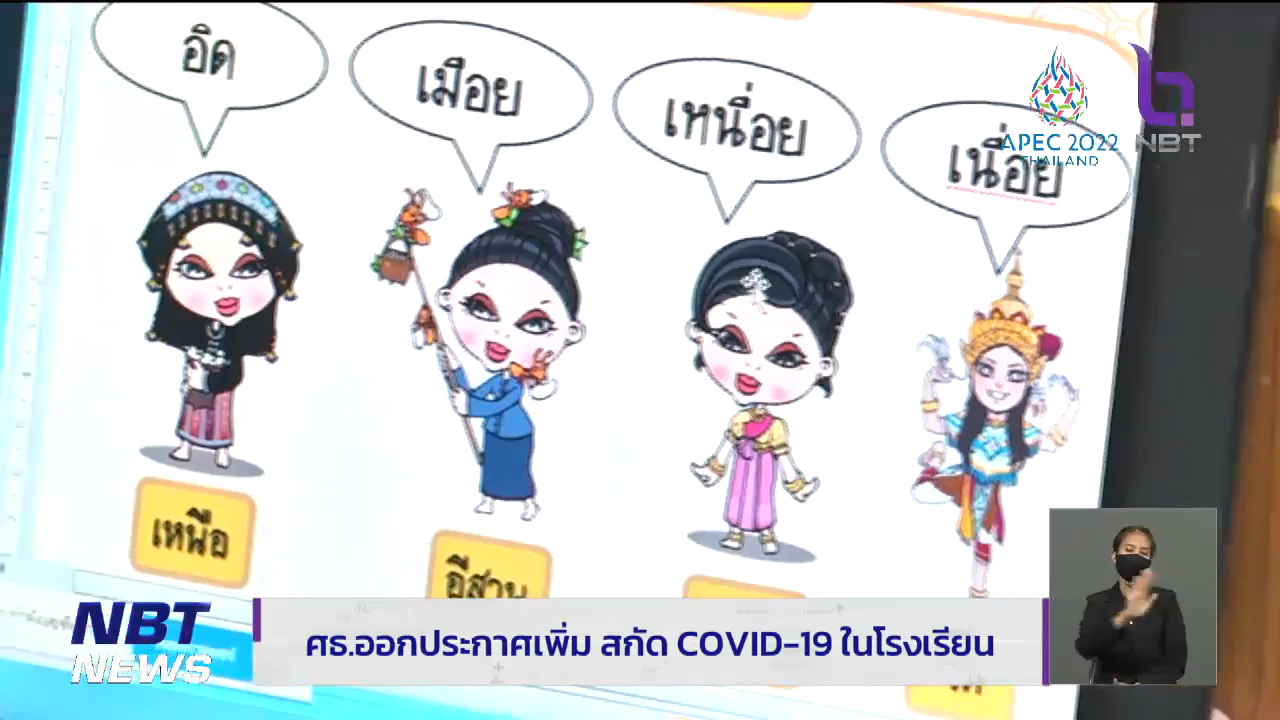 อิด
เมือย
เหนื่อย
เนื่อย
APEC 2022
THAILAND
NBT
เหนือ
อีสาน
NBT
NEWS
ศธ.ออกประกาศเพิ่ม สกัด COVID-19 ในโรงเรียน